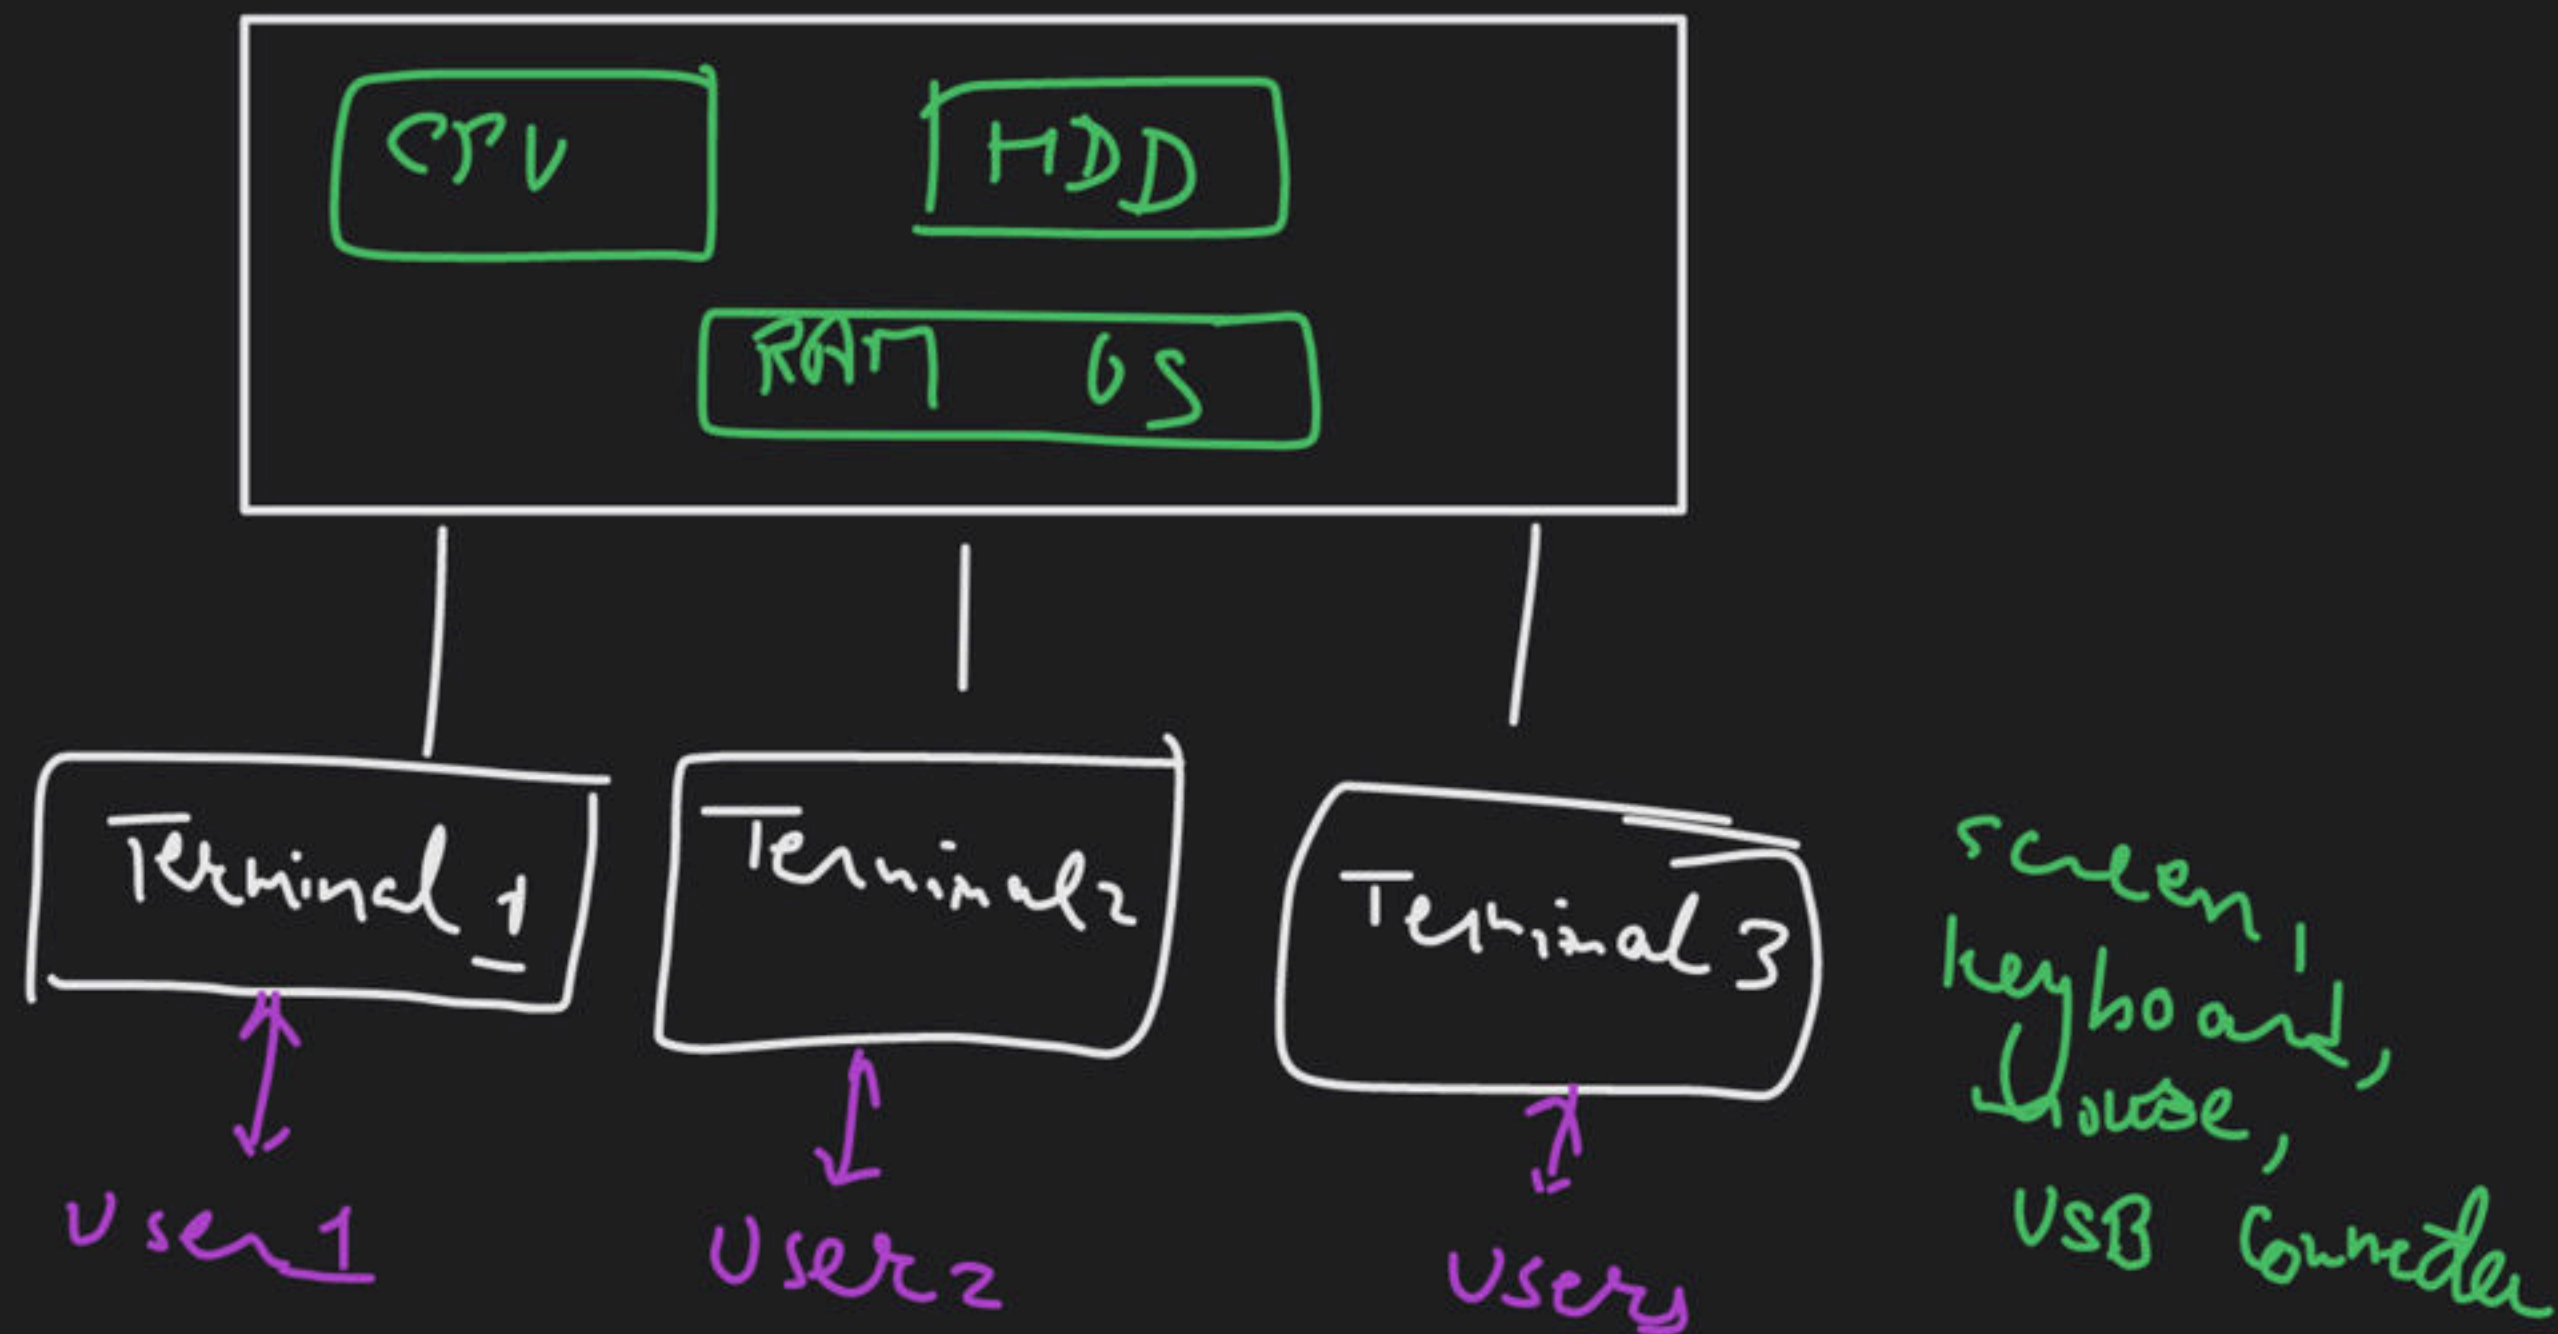 CPU
HDD
RAM OS
Terminal 1
Terminal 2
Terminal 3
screen,
keyboard,
Mouse,
USB Connecter
User 1
User 2
User 3